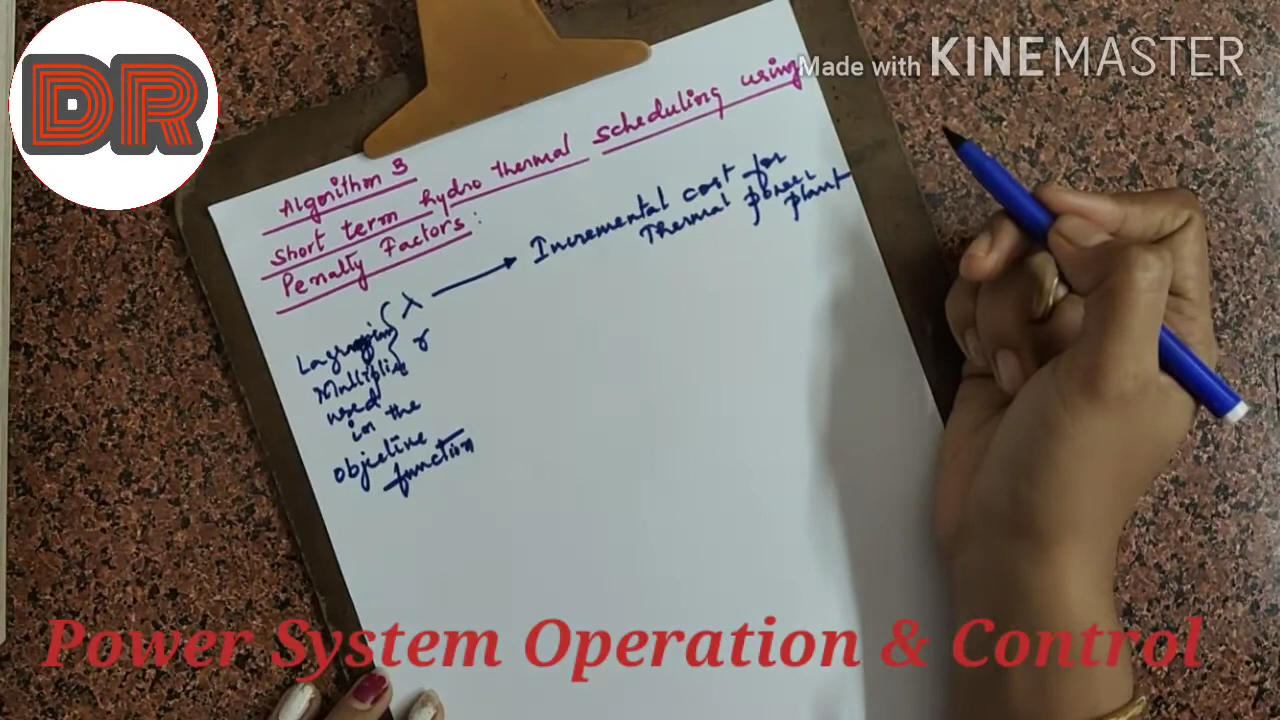 DR
Made with KINEMASTER
Algorithm 3
Short term hydro thermal scheduling using
Penalty Factors:
λ → Incremental cost for
Thermal power
plant
γ
Lagrangian
Multiplier
used
in the
objective
function
Power System Operation & Control